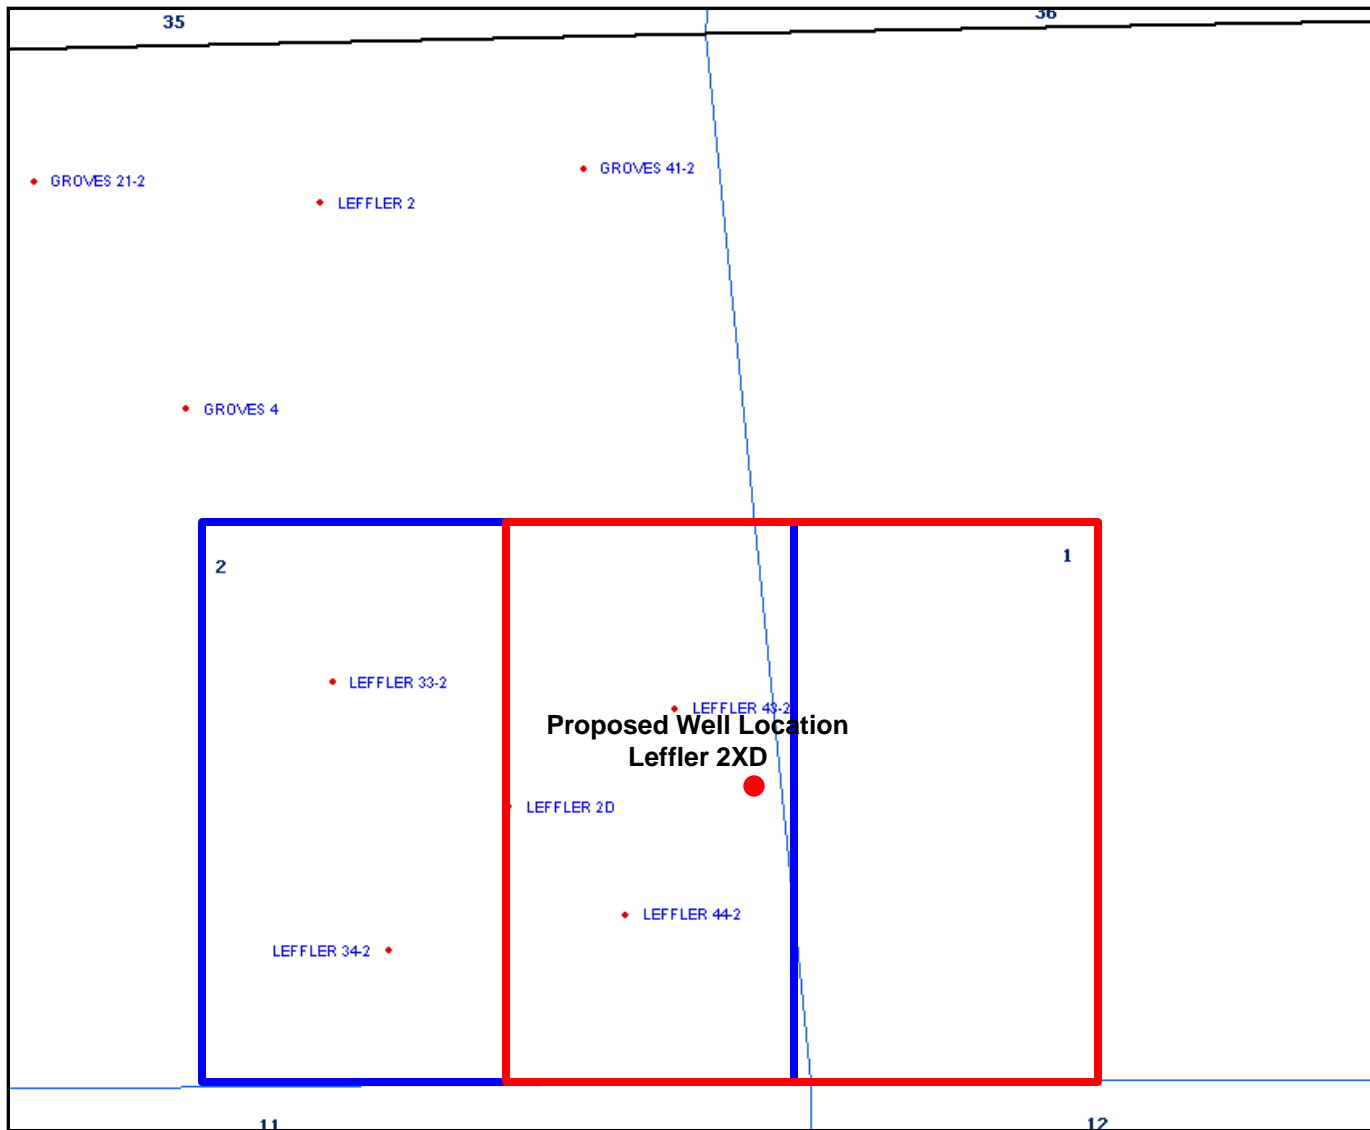 35
36
GROVES 21-2
LEFFLER 2
GROVES 41-2
GROVES 4
2
1
LEFFLER 33-2
LEFFLER 43-2
Proposed Well Location
Leffler 2XD
LEFFLER 2D
LEFFLER 44-2
LEFFLER 34-2
11
12